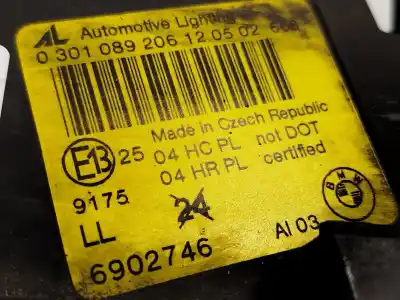 AL Automotive Lighting
0 301 089 206 12 05 02
Made in Czech Republic
E13 25 04 HC PL not DOT
04 HR PL certified
9175
24
LL
BMW
6902746 AI 03